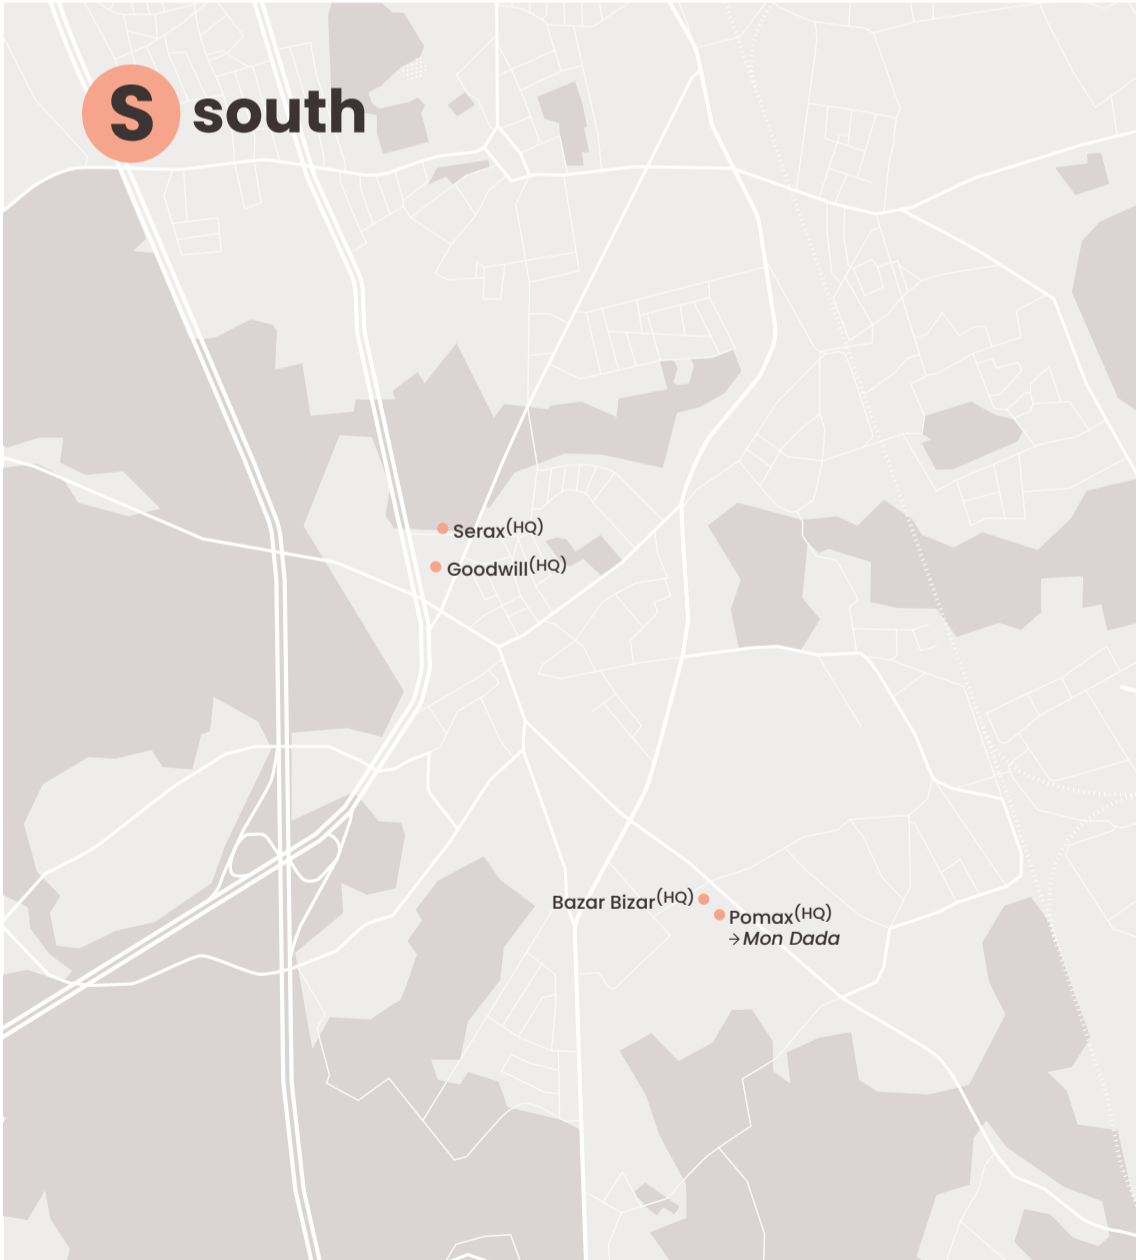 S south
Serax(HQ)
Goodwill(HQ)
Bazar Bizar(HQ)
Pomax(HQ)
→Mon Dada